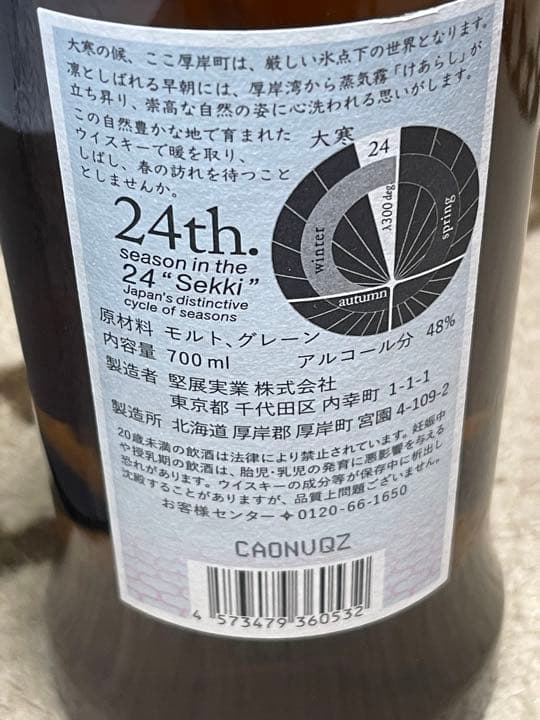 大寒の候、ここ厚岸町は、厳しい氷点下の世界となります。
凛としばれる早朝には、厚岸湾から蒸気霧「けあらし」が
立ち昇り、崇高な自然の姿に心洗われる思いがします。
この自然豊かな地で育まれた
ウイスキーで暖を取り、
しばし、春の訪れを待つこと
としませんか。
大寒
24
λ300deg
winter
spring
autumn
24th.
season in the
24 “Sekki”
Japan's distinctive
cycle of seasons
原材料 モルト、グレーン
内容量 700ml アルコール分 48%
製造者 堅展実業 株式会社
東京都 千代田区 内幸町 1-1-1
製造所 北海道 厚岸郡 厚岸町 宮園 4-109-2
20歳未満の飲酒は法律により禁止されています。妊娠中
や授乳期の飲酒は、胎児・乳児の発育に悪影響を与える
恐れがあります。ウイスキーの成分等が保存中に析出し
沈殿することがありますが、品質上問題ございません。
お客様センター 0120-66-1650
CAONUQZ
4 573479 360532